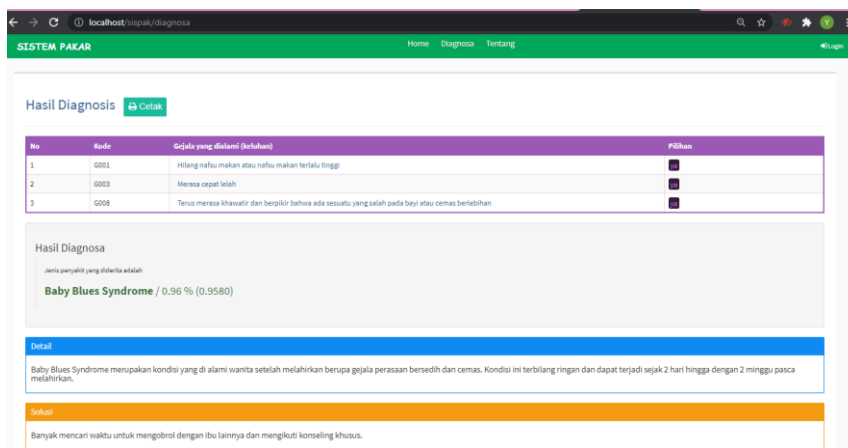 localhost/sispak/diagnosa
Y
SISTEM PAKAR
Home Diagnosa Tentang
Login
Hasil Diagnosis Cetak
No Kode Gejala yang dialami (keluhan) Pilihan
1 G001 Hilang nafsu makan atau nafsu makan terlalu tinggi ya
2 G003 Merasa cepat lelah ya
3 G008 Terus merasa khawatir dan berpikir bahwa ada sesuatu yang salah pada bayi atau cemas berlebihan ya
Hasil Diagnosa
Jenis penyakit yang diderita adalah
Baby Blues Syndrome / 0.96 % (0.9580)
Detail
Baby Blues Syndrome merupakan kondisi yang di alami wanita setelah melahirkan berupa gejala perasaan bersedih dan cemas. Kondisi ini terbilang ringan dan dapat terjadi sejak 2 hari hingga dengan 2 minggu pasca
melahirkan.
Solusi
Banyak mencari waktu untuk mengobrol dengan ibu lainnya dan mengikuti konseling khusus.